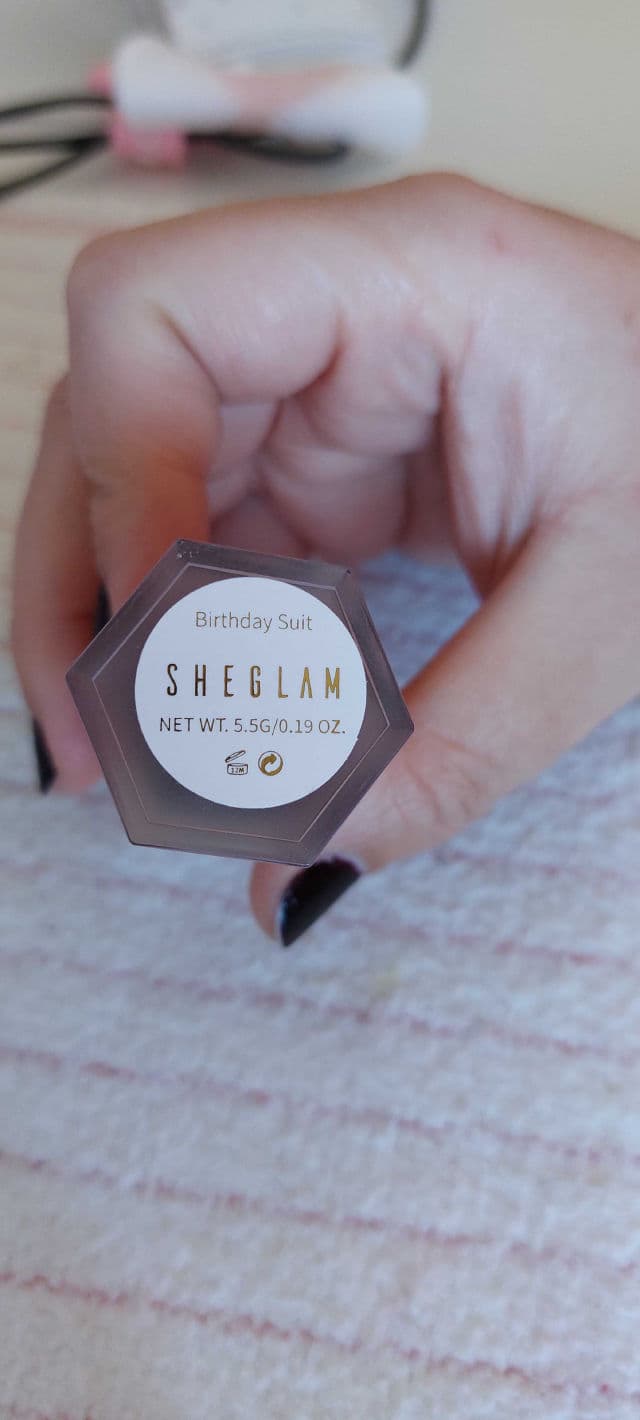 Birthday Suit
SHEGLAM
NET WT. 5.5G/0.19 OZ.
12M